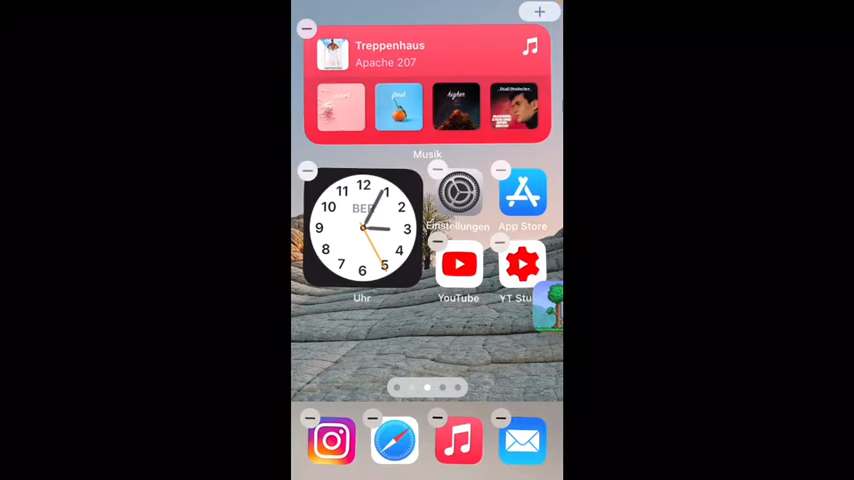 Treppenhaus
Apache 207
fresh
higher
Musik
12
11
1
10
BER
2
9
3
8
4
7
5
6
Einstellungen
App Store
Uhr
YouTube
YT Stu